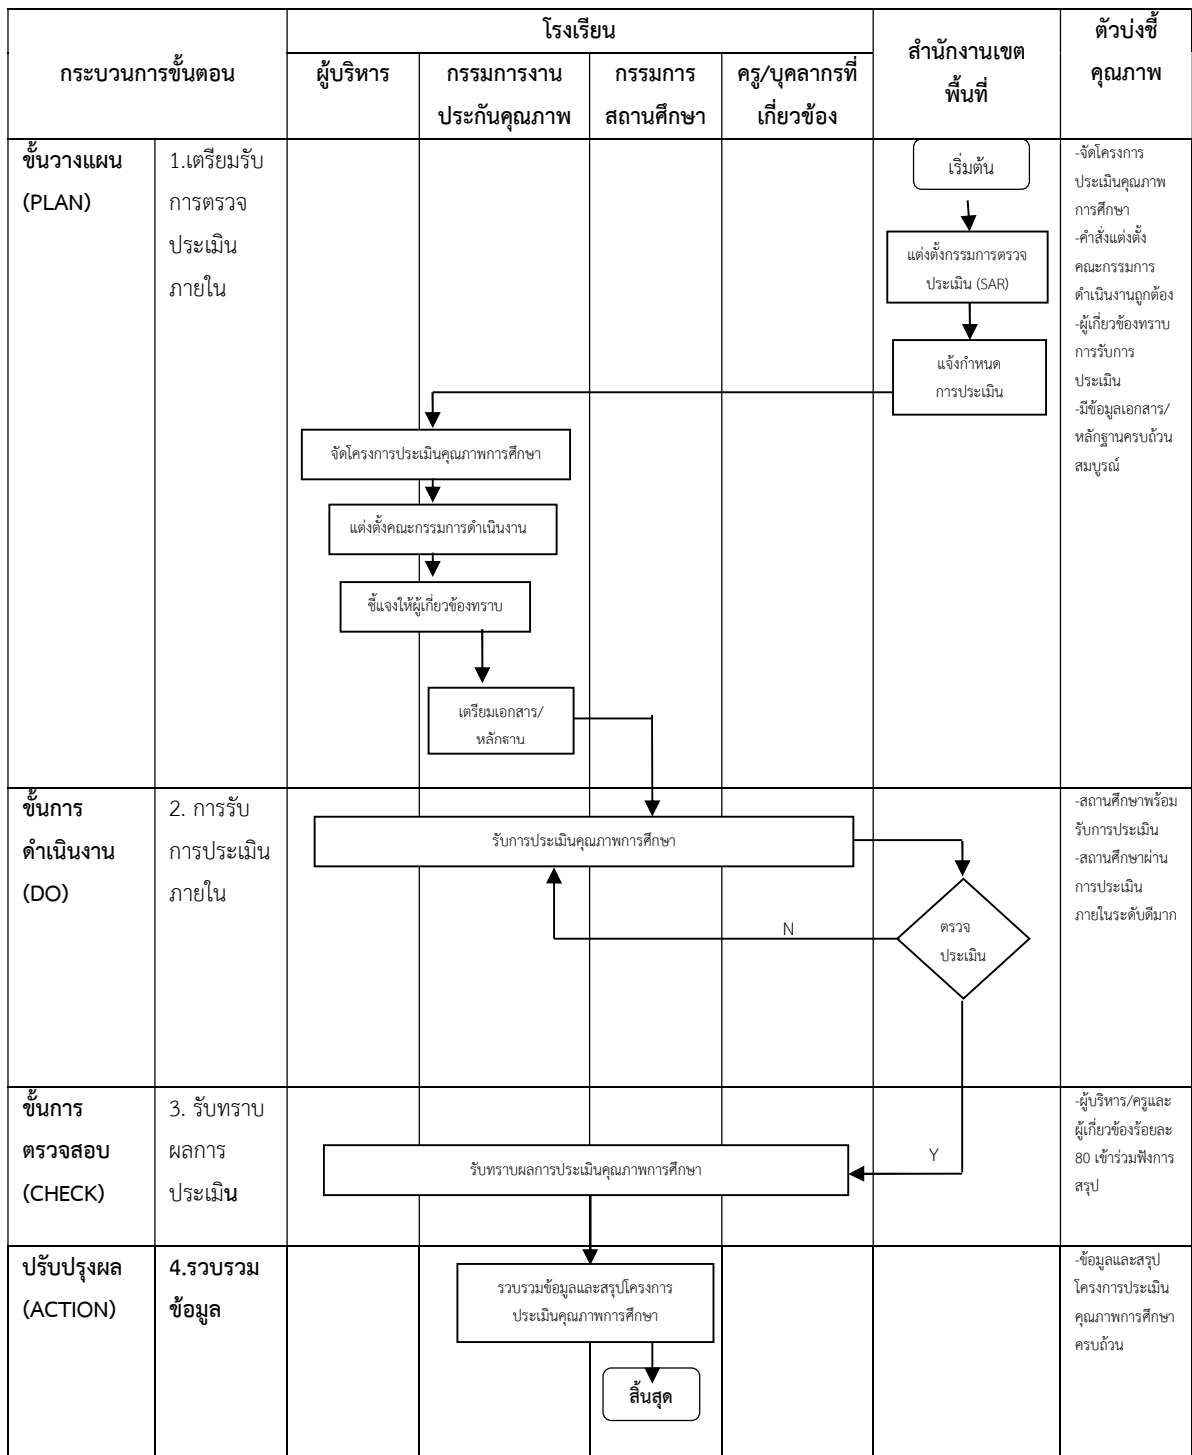 กระบวนการขั้นตอน
โรงเรียน
ผู้บริหาร
กรรมการงาน
ประกันคุณภาพ
กรรมการ
สถานศึกษา
ครู/บุคลากรที่
เกี่ยวข้อง
สำนักงานเขต
พื้นที่
ตัวบ่งชี้
คุณภาพ
ขั้นวางแผน
(PLAN)
1.เตรียมรับ
การตรวจ
ประเมิน
ภายใน
เริ่มต้น
แต่งตั้งกรรมการตรวจ
ประเมิน (SAR)
แจ้งกำหนด
การประเมิน
จัดโครงการประเมินคุณภาพการศึกษา
แต่งตั้งคณะกรรมการดำเนินงาน
ชี้แจงให้ผู้เกี่ยวข้องทราบ
เตรียมเอกสาร/
หลักฐาน
-จัดโครงการ
ประเมินคุณภาพ
การศึกษา
-คำสั่งแต่งตั้ง
คณะกรรมการ
ดำเนินงานถูกต้อง
-ผู้เกี่ยวข้องทราบ
การรับการ
ประเมิน
-มีข้อมูลเอกสาร/
หลักฐานครบถ้วน
สมบูรณ์
ขั้นการ
ดำเนินงาน
(DO)
2. การรับ
การประเมิน
ภายใน
รับการประเมินคุณภาพการศึกษา
N
ตรวจ
ประเมิน
-สถานศึกษาพร้อม
รับการประเมิน
-สถานศึกษาผ่าน
การประเมิน
ภายในระดับดีมาก
ขั้นการ
ตรวจสอบ
(CHECK)
3. รับทราบ
ผลการ
ประเมิน
รับทราบผลการประเมินคุณภาพการศึกษา
Y
-ผู้บริหาร/ครูและ
ผู้เกี่ยวข้องร้อยละ
80 เข้าร่วมฟังการ
สรุป
ปรับปรุงผล
(ACTION)
4.รวบรวม
ข้อมูล
รวบรวมข้อมูลและสรุปโครงการ
ประเมินคุณภาพการศึกษา
สิ้นสุด
-ข้อมูลและสรุป
โครงการประเมิน
คุณภาพการศึกษา
ครบถ้วน